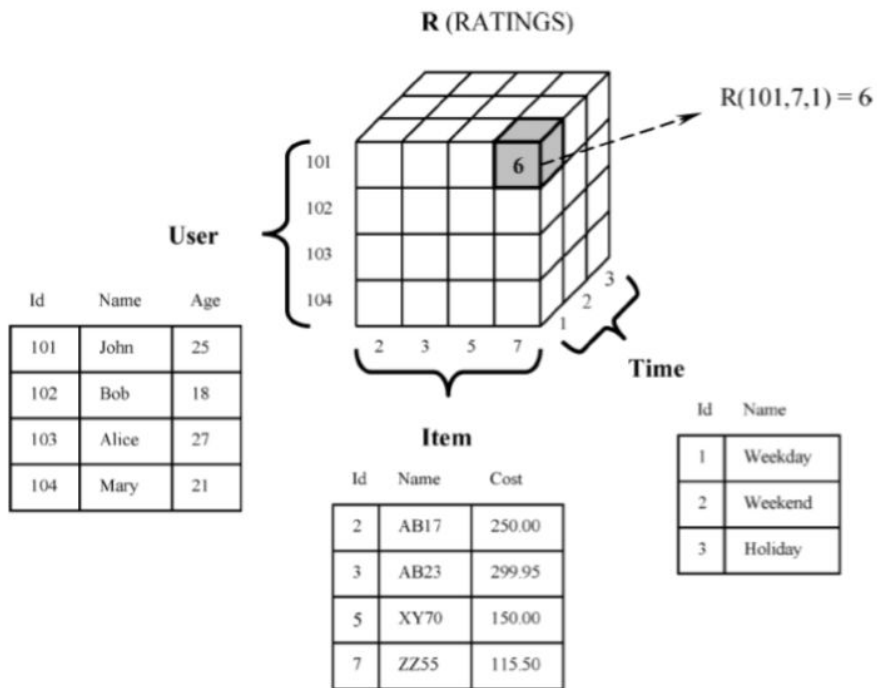 R (RATINGS)
R(101,7,1) = 6
101
6
102
User
103
104
3
2
1
2 3 5 7
Time
Id Name Age
101 John 25
102 Bob 18
103 Alice 27
104 Mary 21
Item
Id Name Cost
2 AB17 250.00
3 AB23 299.95
5 XY70 150.00
7 ZZ55 115.50
Id Name
1 Weekday
2 Weekend
3 Holiday